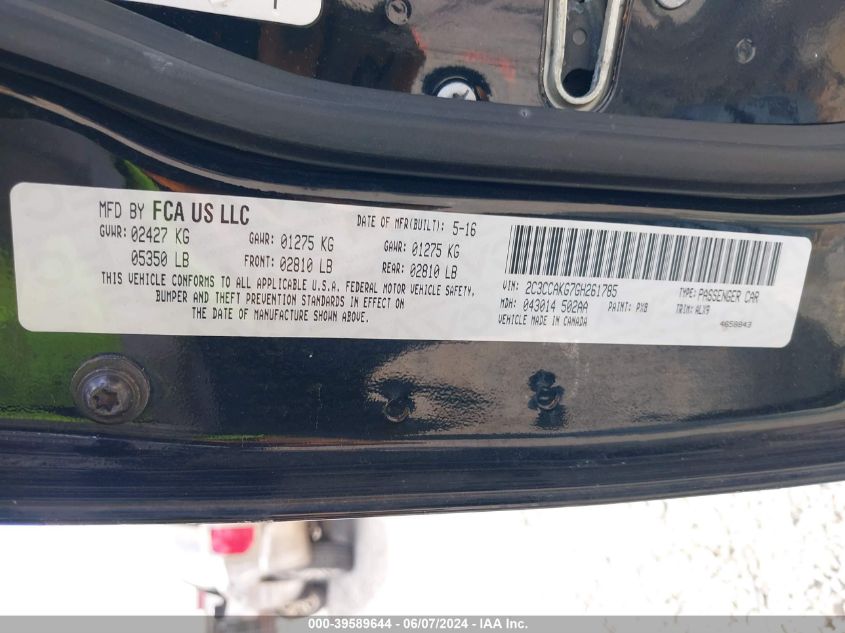 MFD BY FCA US LLC
DATE OF MFR(BUILT): 5-16
GVWR: 02427 KG GAWR: 01275 KG GAWR: 01275 KG
05350 LB FRONT: 02810 LB REAR: 02810 LB
THIS VEHICLE CONFORMS TO ALL APPLICABLE U.S.A. FEDERAL MOTOR VEHICLE SAFETY,
BUMPER AND THEFT PREVENTION STANDARDS IN EFFECT ON
THE DATE OF MANUFACTURE SHOWN ABOVE.
VIN: 2C3CCAKG7GH261785 TYPE: PASSENGER CAR
MDH: 043014 502AA PAINT: PX8 TRIM: ALX9
VEHICLE MADE IN CANADA 4658843
000-39589644 - 06/07/2024 - IAA Inc.